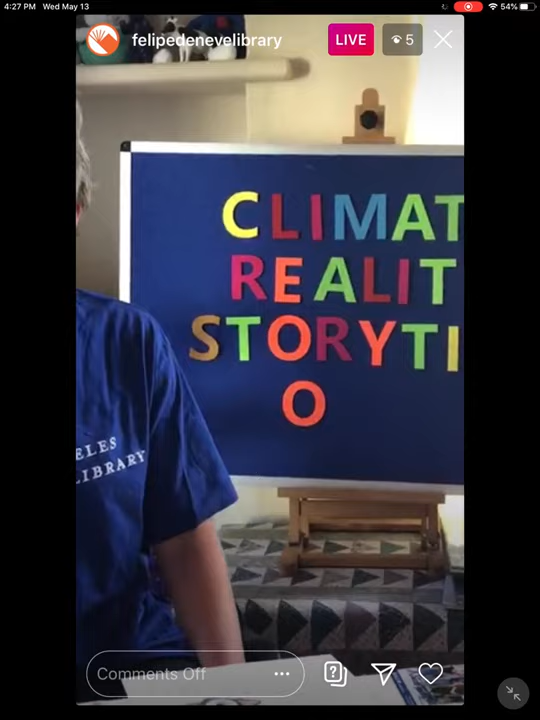 4:27 PM Wed May 13
54%
felipedenevelibrary
LIVE
5
CLIMAT
REALIT
STORYTI
O
ELES
LIBRARY
Comments Off